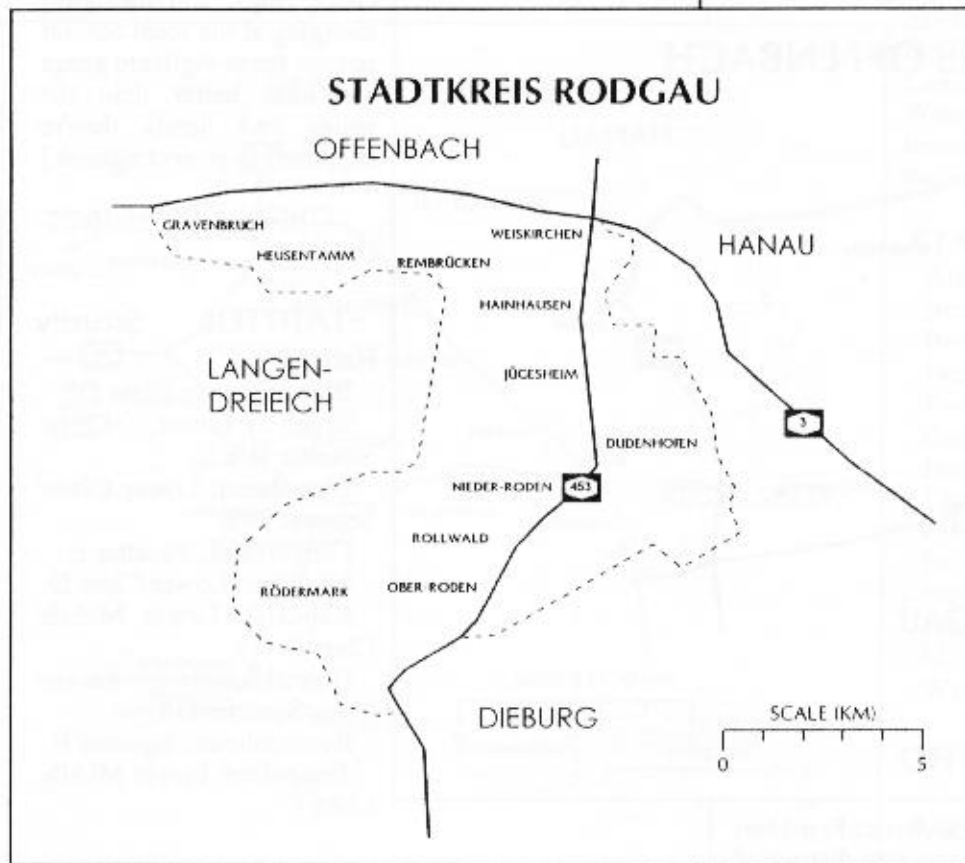 STADTKREIS RODGAU
OFFENBACH
GRAVENBRUCH
HEUSENTAMM
REMBRÜCKEN
WEISKIRCHEN
HANAU
HAINHAUSEN
LANGEN-
DREIEICH
JÜGESHEIM
3
DUDENHOFEN
NIEDER-RODEN
453
ROLLWALD
RÖDERMARK
OBER-RODEN
DIEBURG
SCALE (KM)
0
5